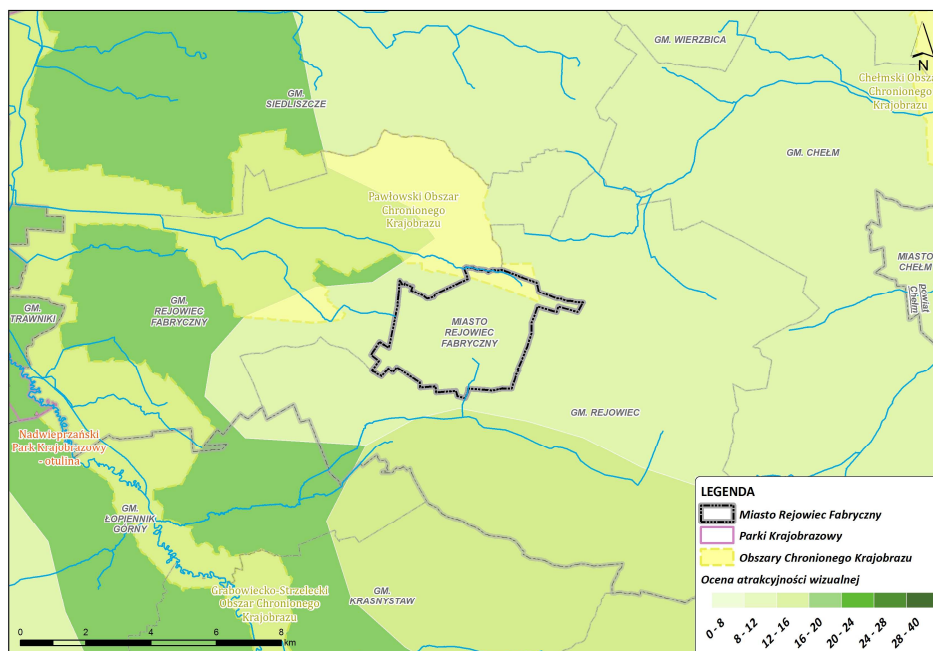 GM. WIERZBICA
N
Chełmski Obsza
Chronionego
Krajobrazu
GM.
SIEDLISZCZE
GM. CHEŁM
Pawłowski Obszar
Chronionego
Krajobrazu
MIASTO
CHEŁM
powiat
Chełm
GM.
TRAWNIKI
GM.
REJOWIEC
FABRYCZNY
MIASTO
REJOWIEC
FABRYCZNY
GM. REJOWIEC
Nadwieprzański
Park Krajobrazowy
- otulina
GM.
ŁOPIENNIK
GÓRNY
Grabowiecko-Strzelecki
Obszar Chronionego
Krajobrazu
GM.
KRASNYSTAW
0 2 4 6 8
km
LEGENDA
Miasto Rejowiec Fabryczny
Parki Krajobrazowy
Obszary Chronionego Krajobrazu
Ocena atrakcyjności wizualnej
0 - 8
8 - 12
12 - 16
16 - 20
20 - 24
24 - 28
28 - 40